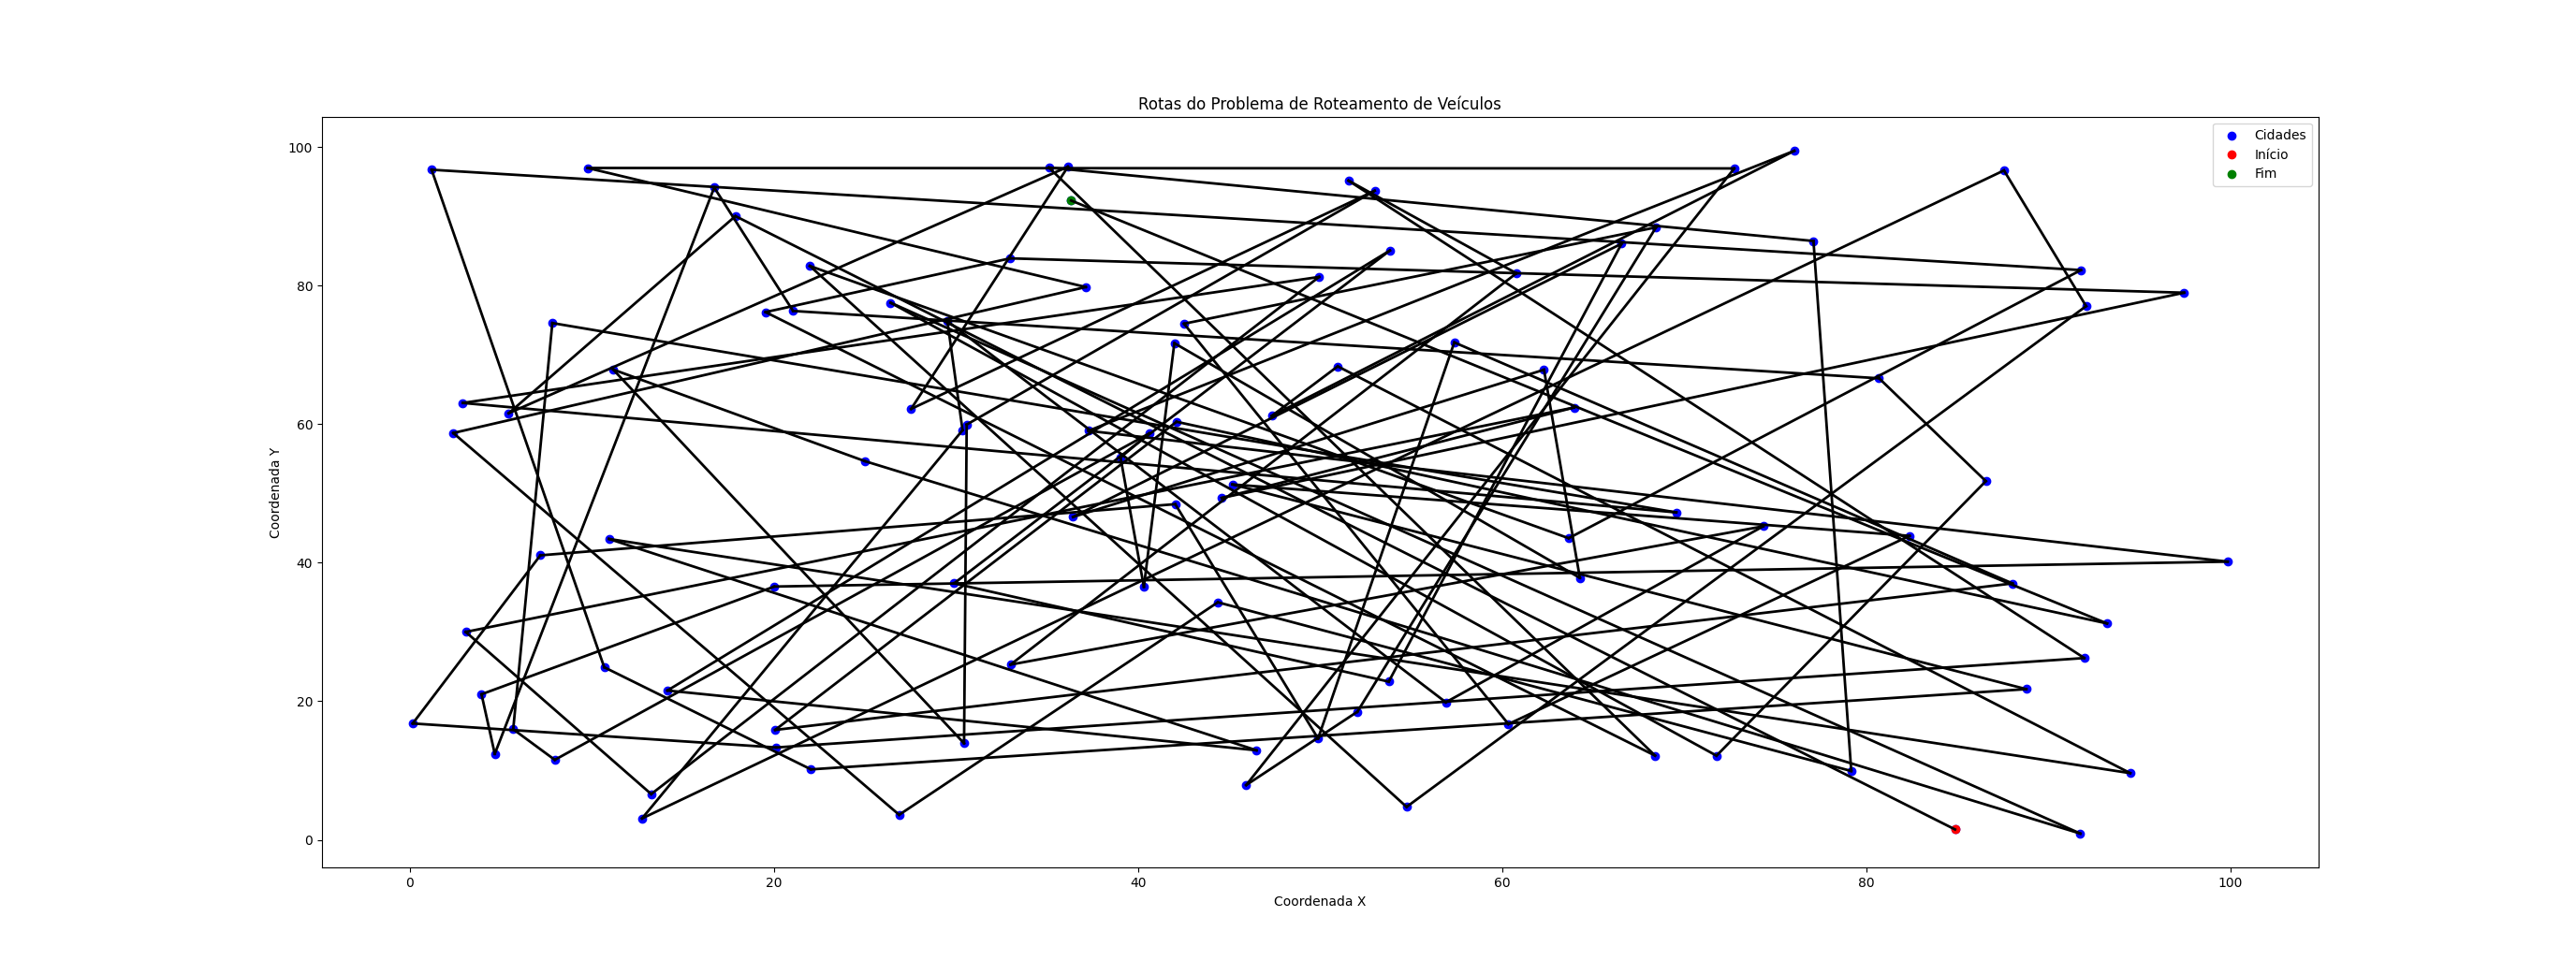 Rotas do Problema de Roteamento de Veículos
Cidades
Início
Fim
100
80
60
40
20
0
Coordenada Y
0 20 40 60 80 100
Coordenada X